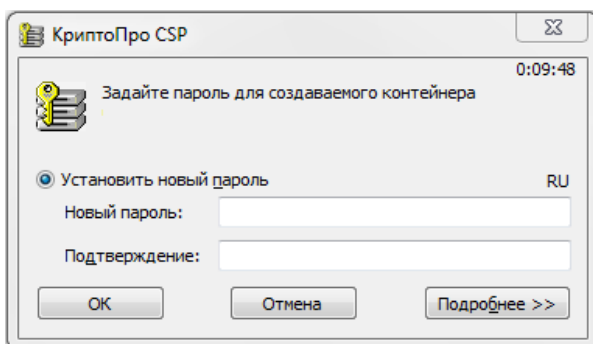 КриптоПро CSP
0:09:48
Задайте пароль для создаваемого контейнера
Установить новый пароль RU
Новый пароль:
Подтверждение:
ОК Отмена Подробнее >>